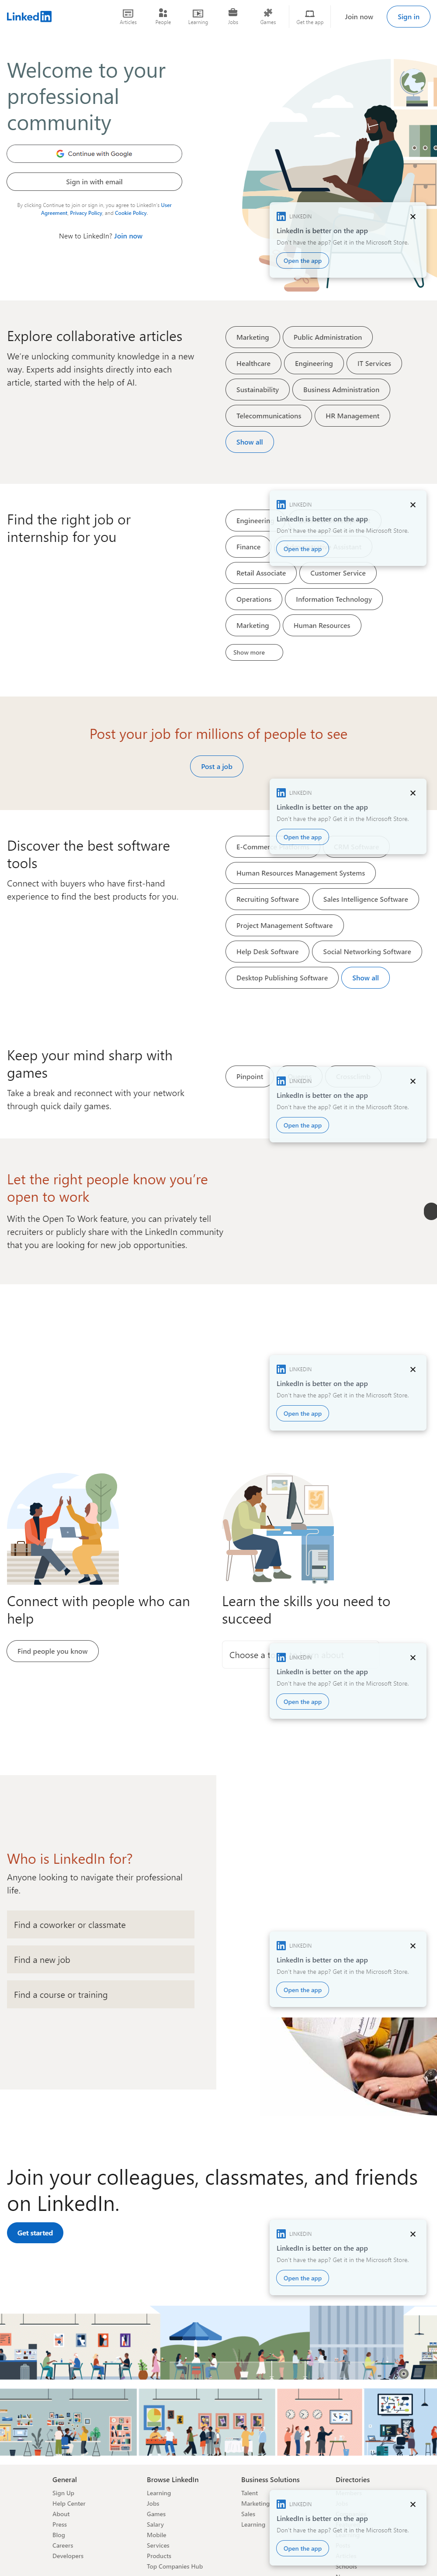 LinkedIn
Articles
People
Learning
Jobs
Games
Get the app
Join now
Sign in
Welcome to your
professional
community
Continue with Google
Sign in with email
By clicking Continue to join or sign in, you agree to LinkedIn's User
Agreement, Privacy Policy, and Cookie Policy.
New to LinkedIn? Join now
LINKEDIN
LinkedIn is better on the app
Don't have the app? Get it in the Microsoft Store.
Open the app
Explore collaborative articles
We're unlocking community knowledge in a new
way. Experts add insights directly into each
article, started with the help of AI.
Marketing
Public Administration
Healthcare
Engineering
IT Services
Sustainability
Business Administration
Telecommunications
HR Management
Show all
Find the right job or
internship for you
Engineering
LINKEDIN
LinkedIn is better on the app
Don't have the app? Get it in the Microsoft Store.
Open the app
Finance
Retail Associate
Customer Service
Operations
Information Technology
Marketing
Human Resources
Show more
Post your job for millions of people to see
Post a job
LINKEDIN
LinkedIn is better on the app
Don't have the app? Get it in the Microsoft Store.
Open the app
Discover the best software
tools
Connect with buyers who have first-hand
experience to find the best products for you.
E-Commerce
Human Resources Management Systems
Recruiting Software
Sales Intelligence Software
Project Management Software
Help Desk Software
Social Networking Software
Desktop Publishing Software
Show all
Keep your mind sharp with
games
Take a break and reconnect with your network
through quick daily games.
Pinpoint
LINKEDIN
LinkedIn is better on the app
Don't have the app? Get it in the Microsoft Store.
Open the app
Let the right people know you're
open to work
With the Open To Work feature, you can privately tell
recruiters or publicly share with the LinkedIn community
that you are looking for new job opportunities.
LINKEDIN
LinkedIn is better on the app
Don't have the app? Get it in the Microsoft Store.
Open the app
Connect with people who can
help
Find people you know
Learn the skills you need to
succeed
Choose a
LINKEDIN
LinkedIn is better on the app
Don't have the app? Get it in the Microsoft Store.
Open the app
Who is LinkedIn for?
Anyone looking to navigate their professional
life.
Find a coworker or classmate
Find a new job
Find a course or training
LINKEDIN
LinkedIn is better on the app
Don't have the app? Get it in the Microsoft Store.
Open the app
Join your colleagues, classmates, and friends
on LinkedIn.
Get started
LINKEDIN
LinkedIn is better on the app
Don't have the app? Get it in the Microsoft Store.
Open the app
General
Sign Up
Help Center
About
Press
Blog
Careers
Developers
Browse LinkedIn
Learning
Jobs
Games
Salary
Mobile
Services
Products
Top Companies Hub
Business Solutions
Talent
Marketing
Sales
Learning
Directories
LINKEDIN
LinkedIn is better on the app
Don't have the app? Get it in the Microsoft Store.
Open the app
Schools